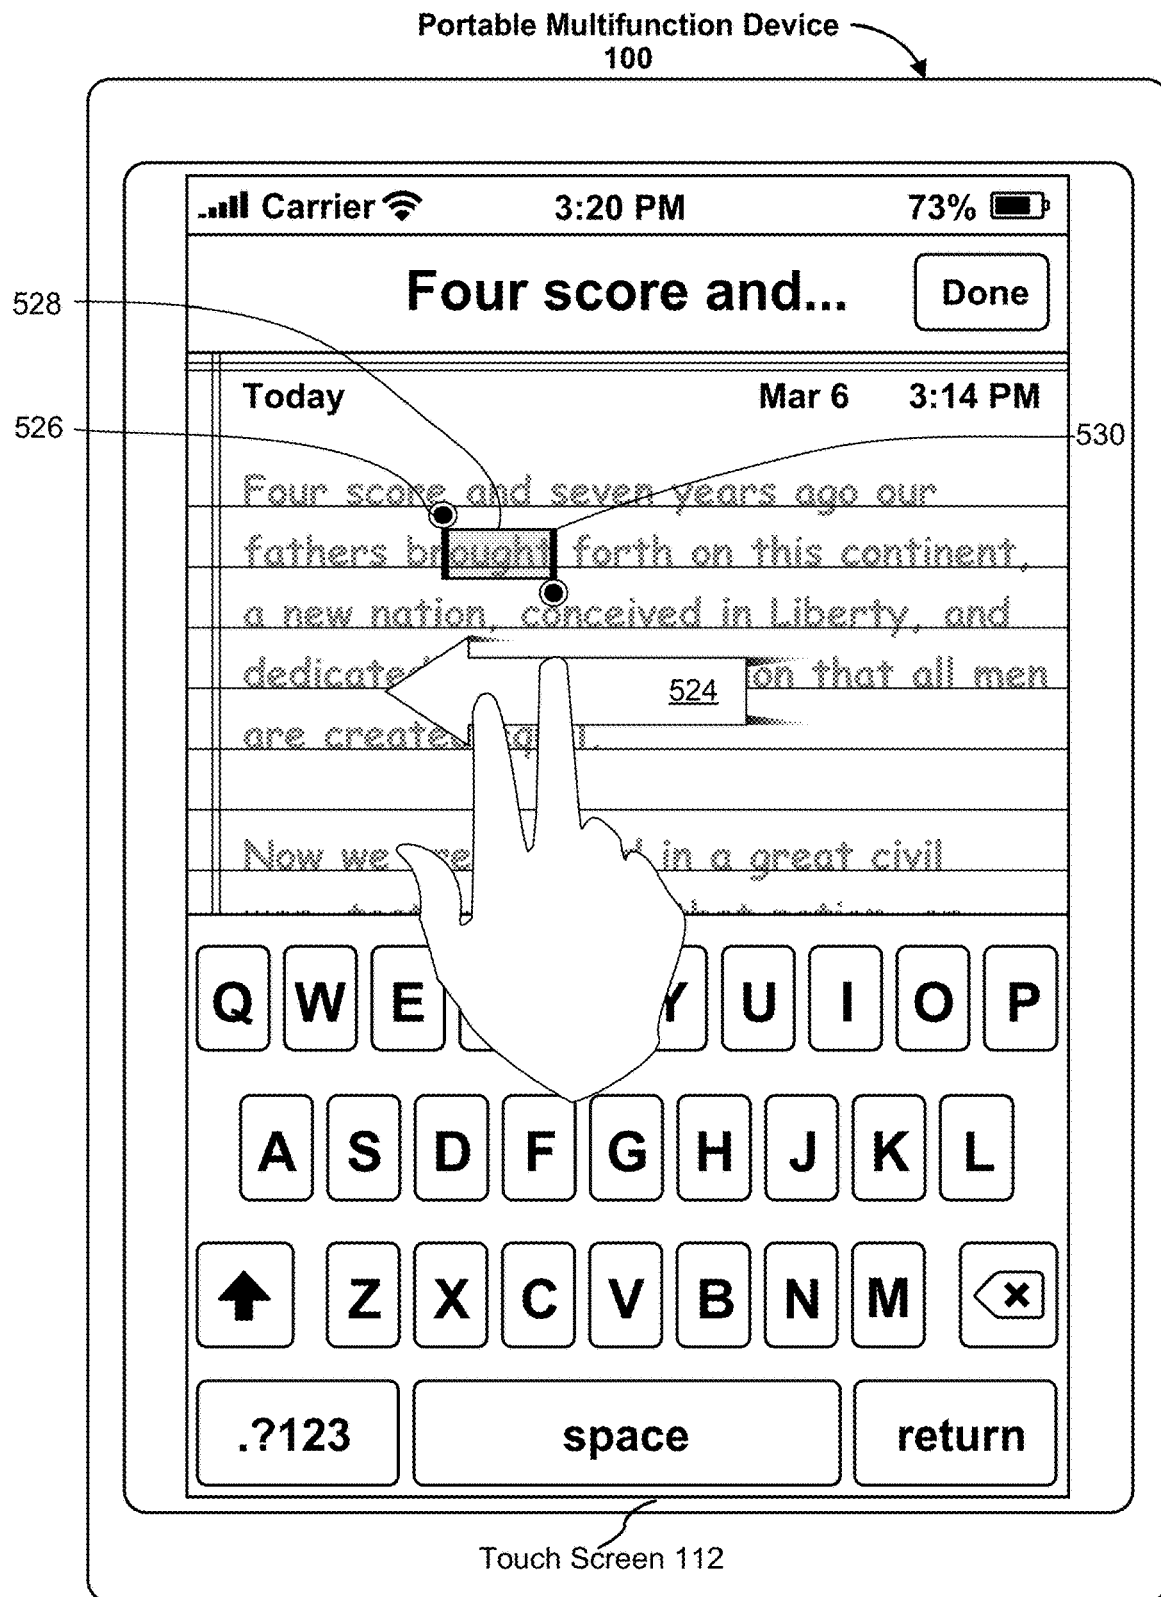 Portable Multifunction Device
100
Carrier 3:20 PM 73%
Four score and... Done
528
Today Mar 6 3:14 PM
526
530
Four score and seven years ago our
fathers brought forth on this continent,
a new nation, conceived in Liberty, and
dedicated on that all men
524
are created
Now we in a great civil
Q W E Y U I O P
A S D F G H J K L
Z X C V B N M
.?123 space return
Touch Screen 112